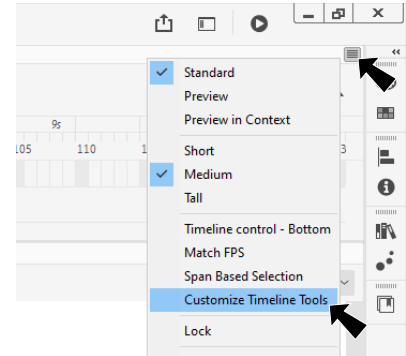 Standard
Preview
9s
Preview in Context
105 110 1
Short
3
Medium
Tall
Timeline control - Bottom
Match FPS
Span Based Selection
Customize Timeline Tools
Lock